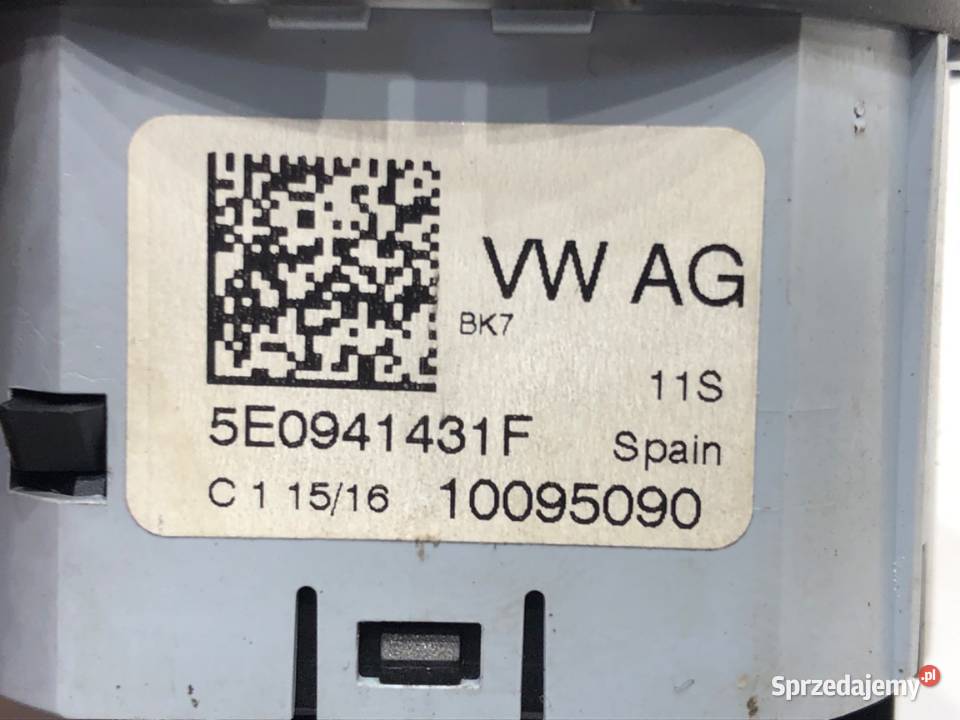 VW AG
BK7
11S
5E0941431F Spain
C 1 15/16 10095090
Sprzedajemy.pl